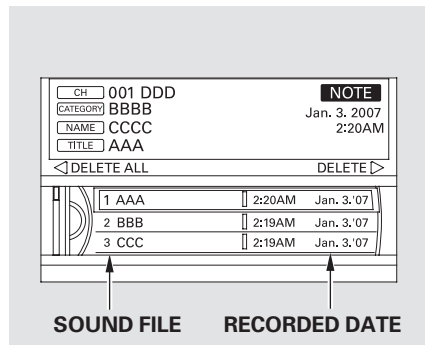 CH 001 DDD NOTE
CATEGORY BBBB Jan. 3. 2007
NAME CCCC 2:20AM
TITLE AAA
DELETE ALL DELETE
1 AAA 2:20AM Jan. 3.'07
2 BBB 2:19AM Jan. 3.'07
3 CCC 2:19AM Jan. 3.'07
SOUND FILE RECORDED DATE